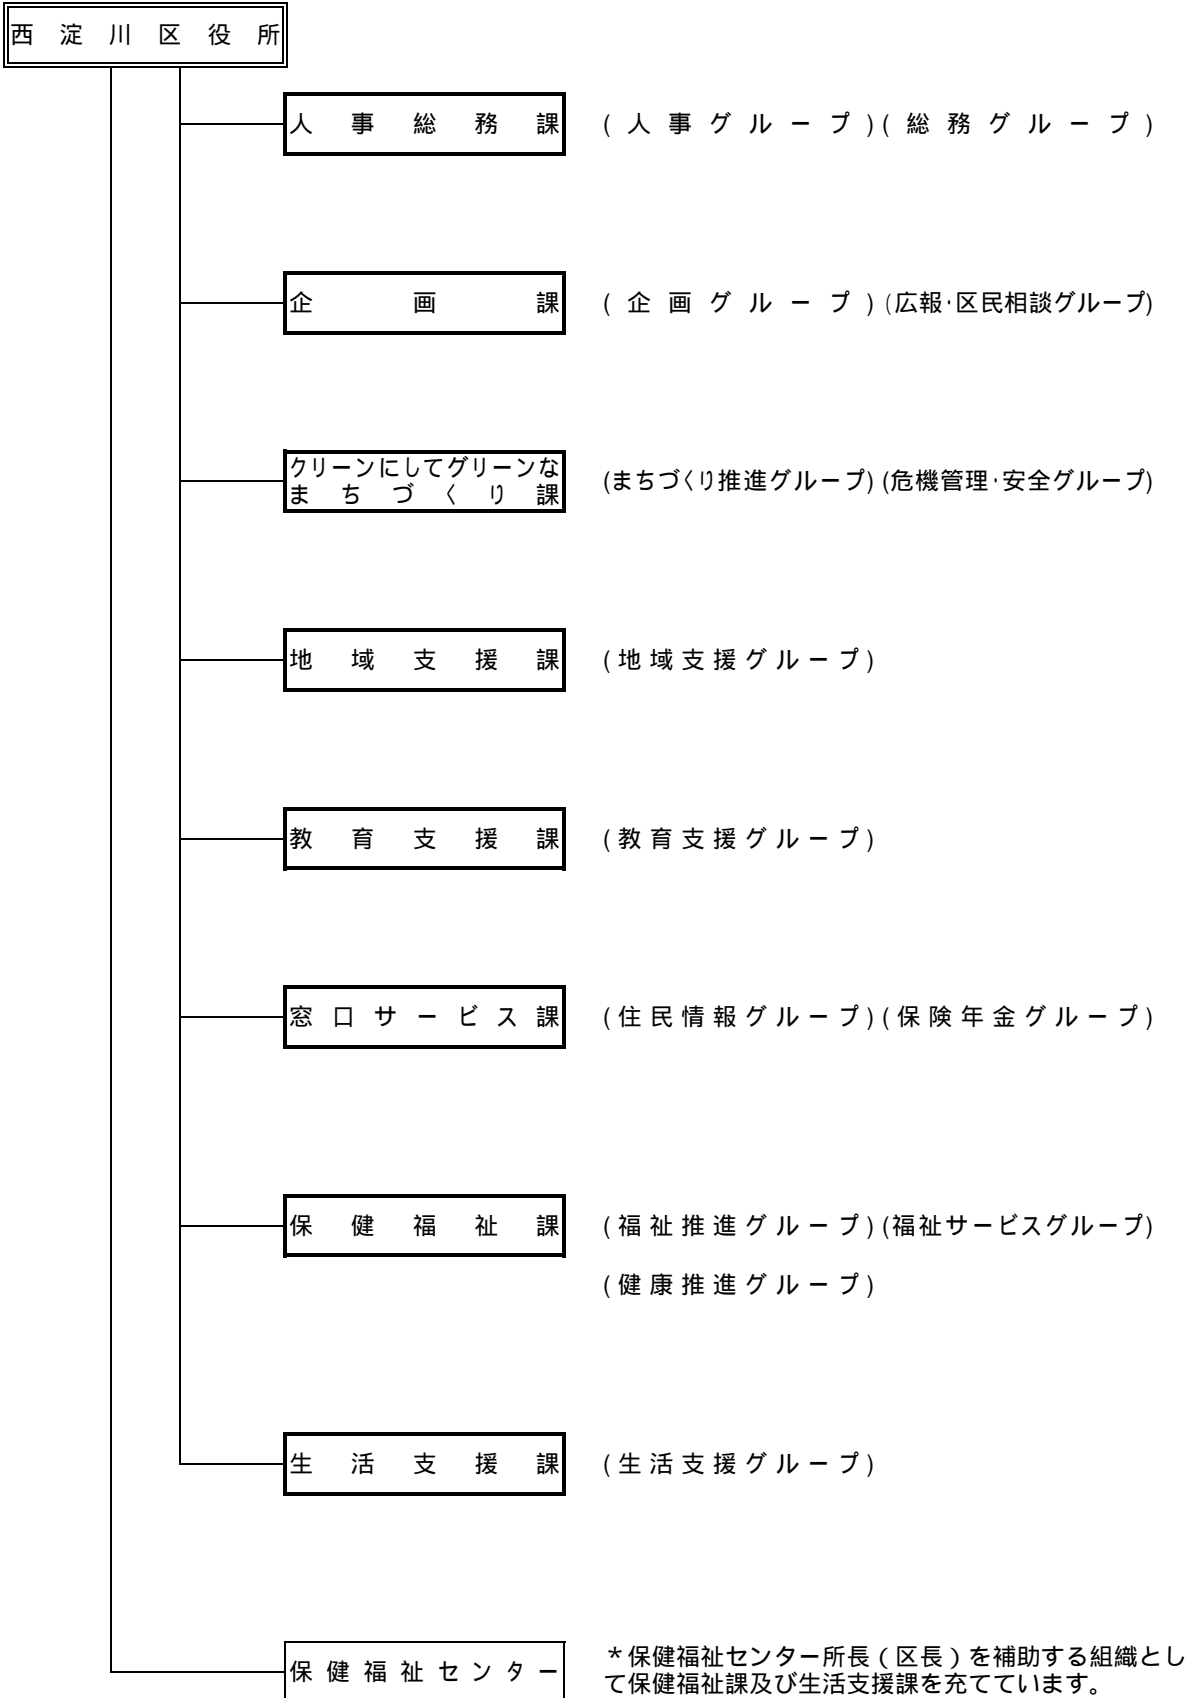 西淀川区役所
人事総務課 (人事グループ)(総務グループ)
企画課 (企画グループ)(広報・区民相談グループ)
クリーンにしてグリーンな
まちづくり課 (まちづくり推進グループ)(危機管理・安全グループ)
地域支援課 (地域支援グループ)
教育支援課 (教育支援グループ)
窓口サービス課 (住民情報グループ)(保険年金グループ)
保健福祉課 (福祉推進グループ)(福祉サービスグループ)
(健康推進グループ)
生活支援課 (生活支援グループ)
保健福祉センター
*保健福祉センター所長(区長)を補助する組織とし
て保健福祉課及び生活支援課を充てています。